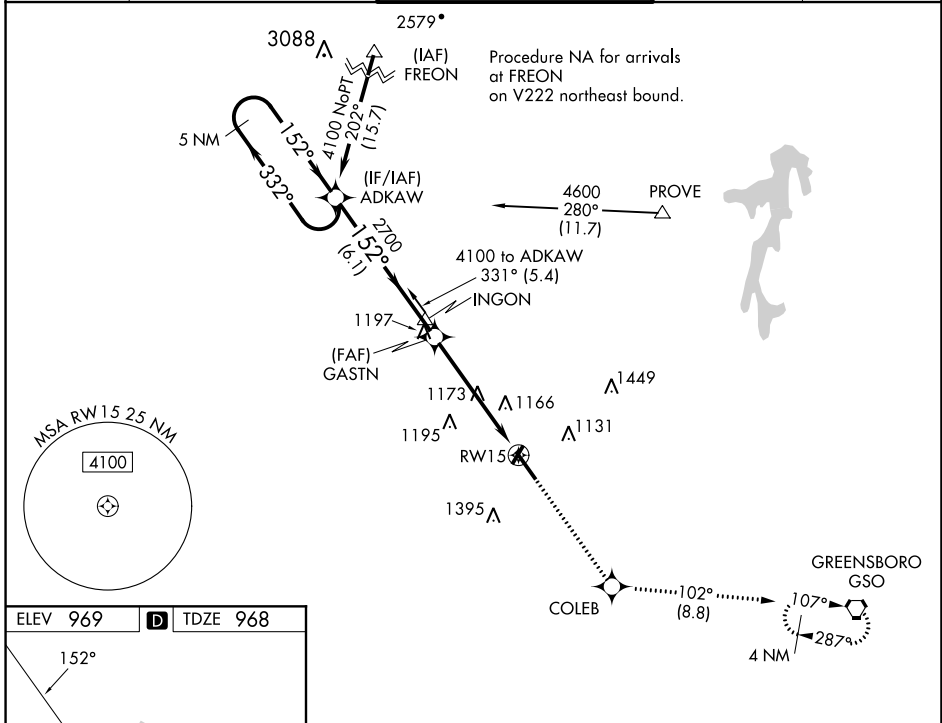 2579
3088
(IAF)
FREON
Procedure NA for arrivals
at FREON
on V222 northeast bound.
4100 NoPT
202°
(15.7)
5 NM
152°
332°
(IF/IAF)
ADKAW
4600
280°
(11.7)
PROVE
2700
152°
(6.1)
4100 to ADKAW
331° (5.4)
INGON
1197
(FAF)
GASTN
1449
1173
1166
1195
1131
RW15
MSA RW15 25 NM
4100
1395
GREENSBORO
GSO
COLEB
102°
(8.8)
107°
287°
4 NM
ELEV 969 D TDZE 968
152°